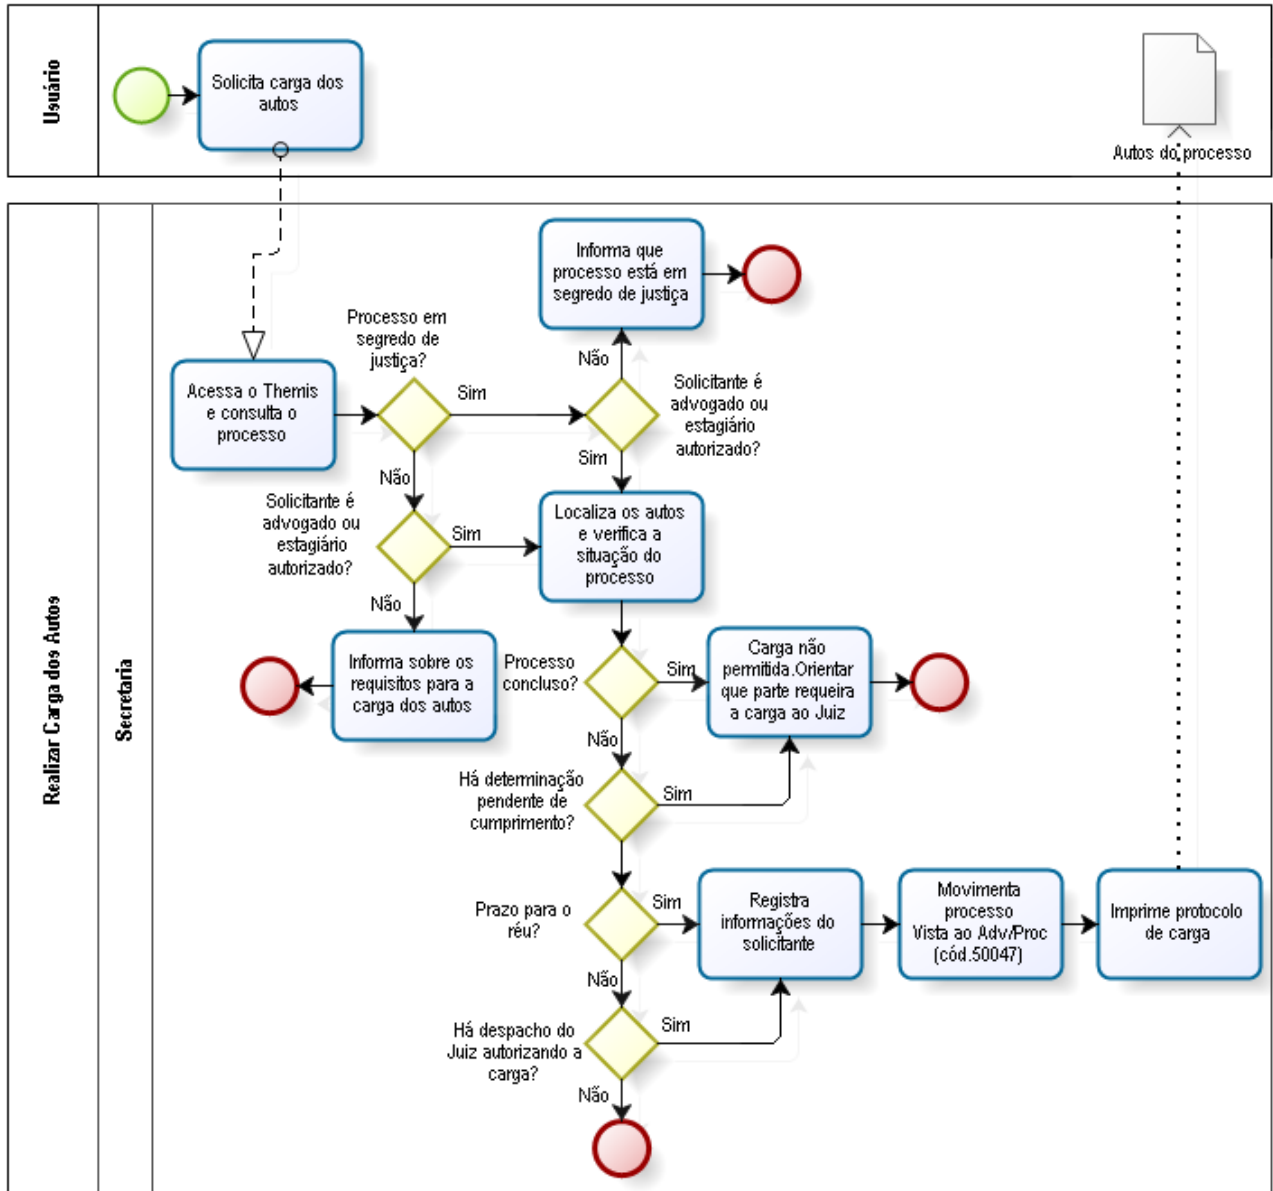 Usuário
Solicita carga dos
autos
Autos do processo
Realizar Carga dos Autos
Secretaria
Informa que
processo está em
segredo de justiça
Processo em
segredo de
justiça?
Não
Acessa o Themis
e consulta o
processo
Sim
Solicitante é
advogado ou
estagiário
autorizado?
Sim
Não
Solicitante é
advogado ou
estagiário
autorizado?
Sim
Localiza os autos
e verifica a
situação do
processo
Não
Informa sobre os
requisitos para a
carga dos autos
Processo
concluso?
Sim
Carga não
permitida.Orientar
que parte requeira
a carga ao Juiz
Não
Há determinação
pendente de
cumprimento?
Sim
Prazo para o
réu?
Sim
Registra
informações do
solicitante
Movimenta
processo
Vista ao Adv/Proc
(cód.50047)
Imprime protocolo
de carga
Não
Há despacho do
Juiz autorizando a
carga?
Sim
Não